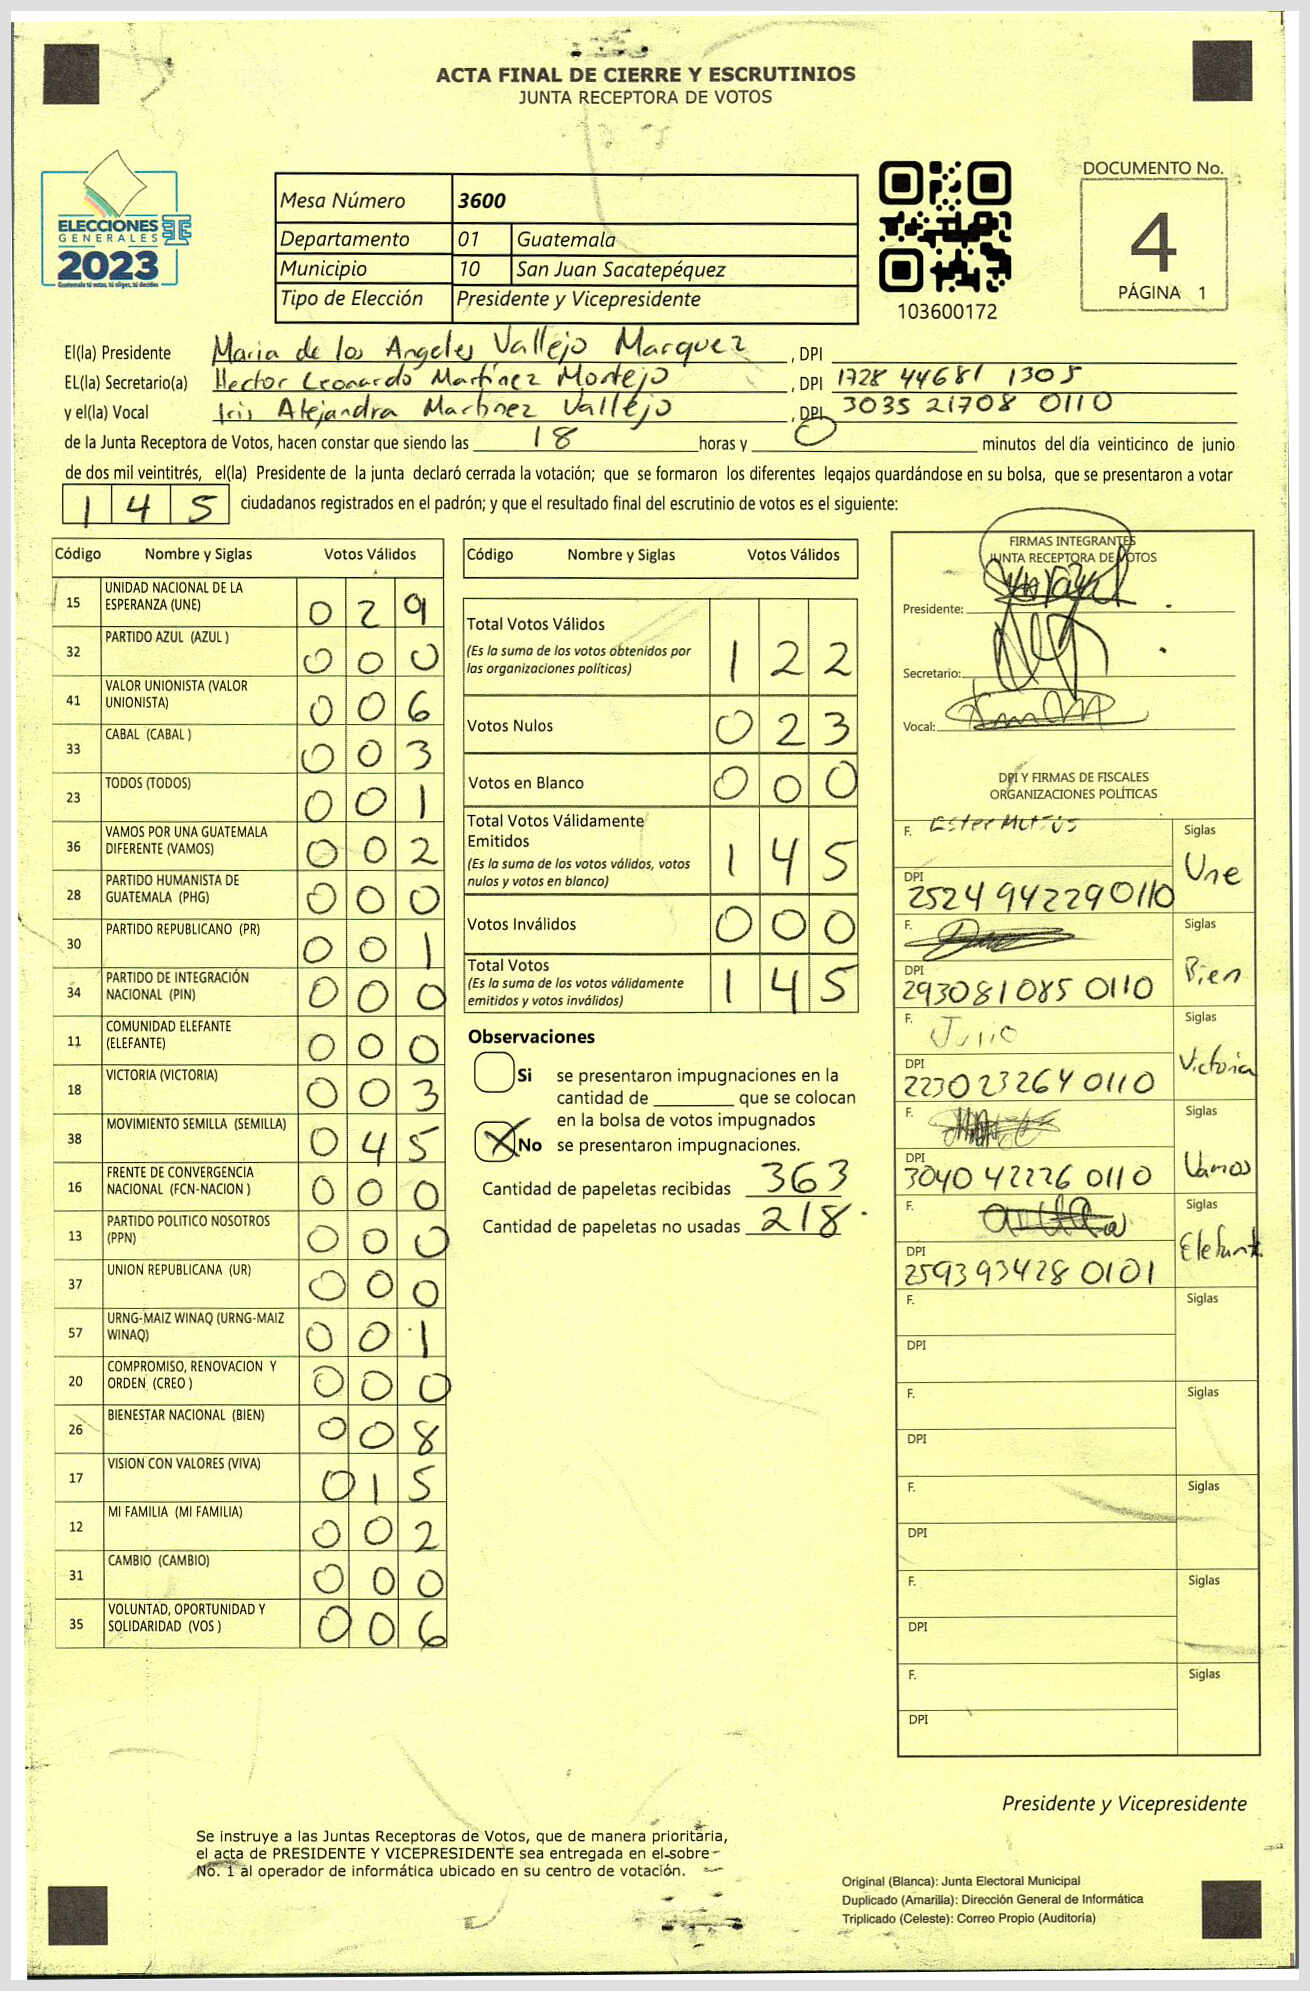 ACTA FINAL DE CIERRE Y ESCRUTINIOS
JUNTA RECEPTORA DE VOTOS
ELECCIONES
GENERALES
2023
Guatemala tú votas, tú eliges, tú decides
Mesa Número 3600
Departamento 01 Guatemala
Municipio 10 San Juan Sacatepéquez
Tipo de Elección Presidente y Vicepresidente
103600172
DOCUMENTO No.
4
PÁGINA 1
El(la) Presidente Maria de los Angeles Vallejo Marquez , DPI
EL(la) Secretario(a) Hector Leonardo Martínez Montejo , DPI 1728 44681 1305
y el(la) Vocal Iris Alejandra Martinez Vallejo , DPI 3035 21708 0110
de la Junta Receptora de Votos, hacen constar que siendo las 18 horas y 0 minutos del día veinticinco de junio
de dos mil veintitrés, el(la) Presidente de la junta declaró cerrada la votación; que se formaron los diferentes legajos guardándose en su bolsa, que se presentaron a votar
1 4 5 ciudadanos registrados en el padrón; y que el resultado final del escrutinio de votos es el siguiente:
Código Nombre y Siglas Votos Válidos
15 UNIDAD NACIONAL DE LA
ESPERANZA (UNE) 0 2 9
32 PARTIDO AZUL (AZUL ) 0 0 0
41 VALOR UNIONISTA (VALOR
UNIONISTA) 0 0 6
33 CABAL (CABAL ) 0 0 3
23 TODOS (TODOS) 0 0 1
36 VAMOS POR UNA GUATEMALA
DIFERENTE (VAMOS) 0 0 2
28 PARTIDO HUMANISTA DE
GUATEMALA (PHG) 0 0 0
30 PARTIDO REPUBLICANO (PR) 0 0 1
34 PARTIDO DE INTEGRACIÓN
NACIONAL (PIN) 0 0 0
11 COMUNIDAD ELEFANTE
(ELEFANTE) 0 0 0
18 VICTORIA (VICTORIA) 0 0 3
38 MOVIMIENTO SEMILLA (SEMILLA) 0 4 5
16 FRENTE DE CONVERGENCIA
NACIONAL (FCN-NACION ) 0 0 0
13 PARTIDO POLITICO NOSOTROS
(PPN) 0 0 0
37 UNION REPUBLICANA (UR) 0 0 0
57 URNG-MAIZ WINAQ (URNG-MAIZ
WINAQ) 0 0 1
20 COMPROMISO, RENOVACION Y
ORDEN (CREO ) 0 0 0
26 BIENESTAR NACIONAL (BIEN) 0 0 8
17 VISION CON VALORES (VIVA) 0 1 5
12 MI FAMILIA (MI FAMILIA) 0 0 2
31 CAMBIO (CAMBIO) 0 0 0
35 VOLUNTAD, OPORTUNIDAD Y
SOLIDARIDAD (VOS ) 0 0 6
Código Nombre y Siglas Votos Válidos
Total Votos Válidos 1 2 2
(Es la suma de los votos obtenidos por
las organizaciones políticas)
Votos Nulos 0 2 3
Votos en Blanco 0 0 0
Total Votos Válidamente
Emitidos 1 4 5
(Es la suma de los votos válidos, votos
nulos y votos en blanco)
Votos Inválidos 0 0 0
Total Votos 1 4 5
(Es la suma de los votos válidamente
emitidos y votos inválidos)
Observaciones
Si se presentaron impugnaciones en la
cantidad de ________ que se colocan
en la bolsa de votos impugnados
X No se presentaron impugnaciones.
Cantidad de papeletas recibidas 363
Cantidad de papeletas no usadas 218
FIRMAS INTEGRANTES
JUNTA RECEPTORA DE VOTOS
Presidente:
Secretario:
Vocal:
DPI Y FIRMAS DE FISCALES
ORGANIZACIONES POLÍTICAS
F. Siglas
Une
DPI
2524 94229 0110
F. Siglas
Bien
DPI
293081085 0110
F. Julio Siglas
Victoria
DPI
223023264 0110
F. Siglas
Vamos
DPI
3040 42226 0110
F. Siglas
Elefante
DPI
259393428 0101
F. Siglas
DPI
F. Siglas
DPI
F. Siglas
DPI
F. Siglas
DPI
F. Siglas
DPI
Presidente y Vicepresidente
Se instruye a las Juntas Receptoras de Votos, que de manera prioritaria,
el acta de PRESIDENTE Y VICEPRESIDENTE sea entregada en el sobre
No. 1 al operador de informática ubicado en su centro de votación.
Original (Blanca): Junta Electoral Municipal
Duplicado (Amarilla): Dirección General de Informática
Triplicado (Celeste): Correo Propio (Auditoría)